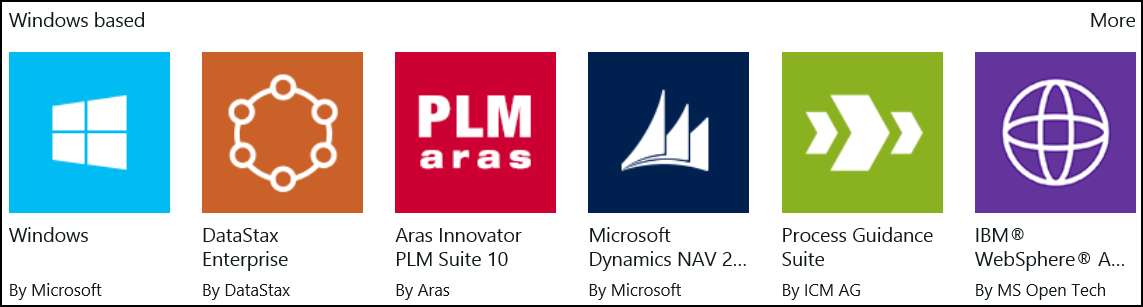 Windows based
More
PLM
aras
Windows
DataStax
Enterprise
Aras Innovator
PLM Suite 10
Microsoft
Dynamics NAV 2...
Process Guidance
Suite
IBM®
WebSphere® A...
By Microsoft
By DataStax
By Aras
By Microsoft
By ICM AG
By MS Open Tech